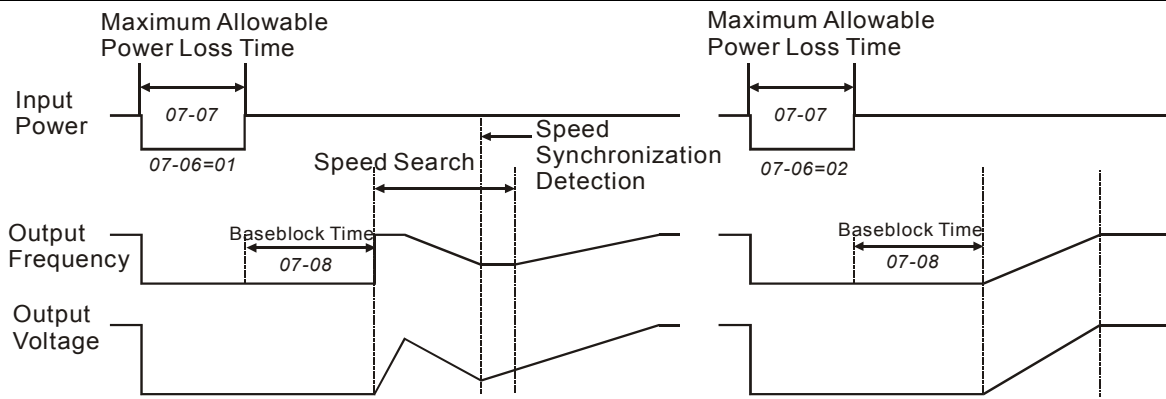 Maximum Allowable
Power Loss Time
Input
Power
07-07
07-06=01
Speed Search
Speed
Synchronization
Detection
Output
Frequency
Baseblock Time
07-08
Output
Voltage
Maximum Allowable
Power Loss Time
07-07
07-06=02
Baseblock Time
07-08